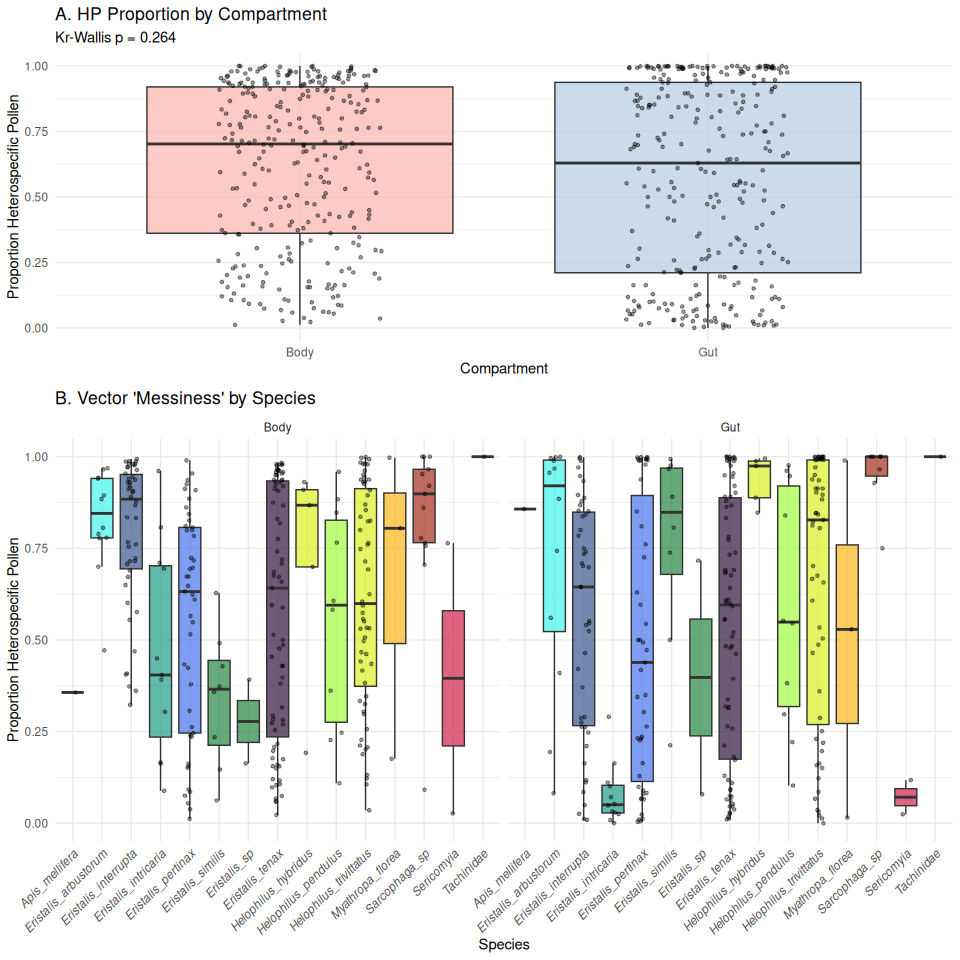 A. HP Proportion by Compartment
Kr-Wallis p = 0.264
Proportion Heterospecific Pollen
1.00
0.75
0.50
0.25
0.00
Body
Gut
Compartment
B. Vector 'Messiness' by Species
Body
Gut
Proportion Heterospecific Pollen
1.00
0.75
0.50
0.25
0.00
Apis_mellifera
Eristalis_arbustorum
Eristalis_interrupta
Eristalis_intricaria
Eristalis_pertinax
Eristalis_similis
Eristalis_sp
Eristalis_tenax
Helophilus_hybridus
Helophilus_pendulus
Helophilus_trivittatus
Myathropa_florea
Sarcophaga_sp
Sericomyia
Tachinidae
Apis_mellifera
Eristalis_arbustorum
Eristalis_interrupta
Eristalis_intricaria
Eristalis_pertinax
Eristalis_similis
Eristalis_sp
Eristalis_tenax
Helophilus_hybridus
Helophilus_pendulus
Helophilus_trivittatus
Myathropa_florea
Sarcophaga_sp
Sericomyia
Tachinidae
Species